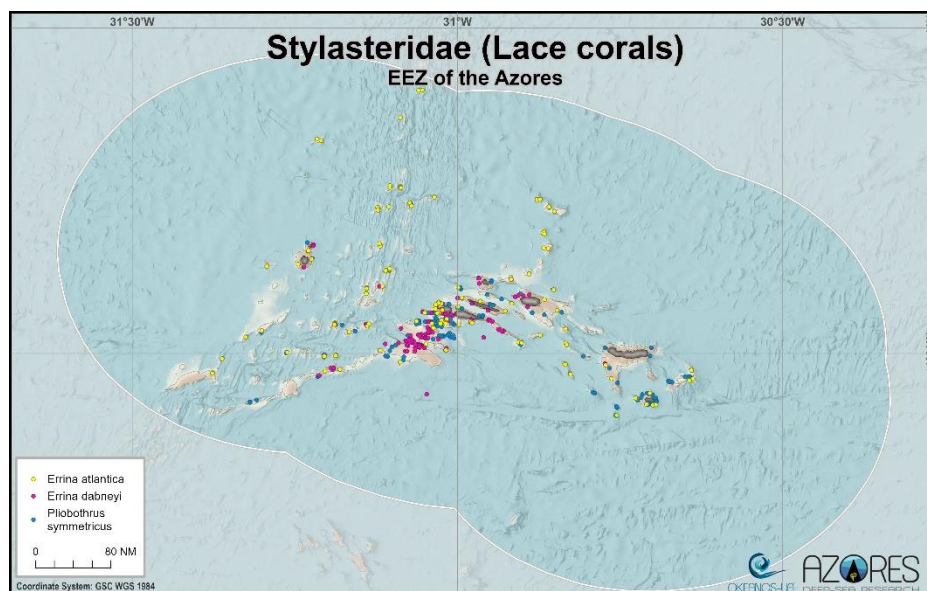 31°30'W 31°W 30°30'W
Stylasteridae (Lace corals)
EEZ of the Azores
Errina atlantica
Errina dabneyi
Pliobothrus
symmetricus
0 80 NM
Coordinate System: GSC WGS 1984
AZORES
DEEP-SEA RESEARCH